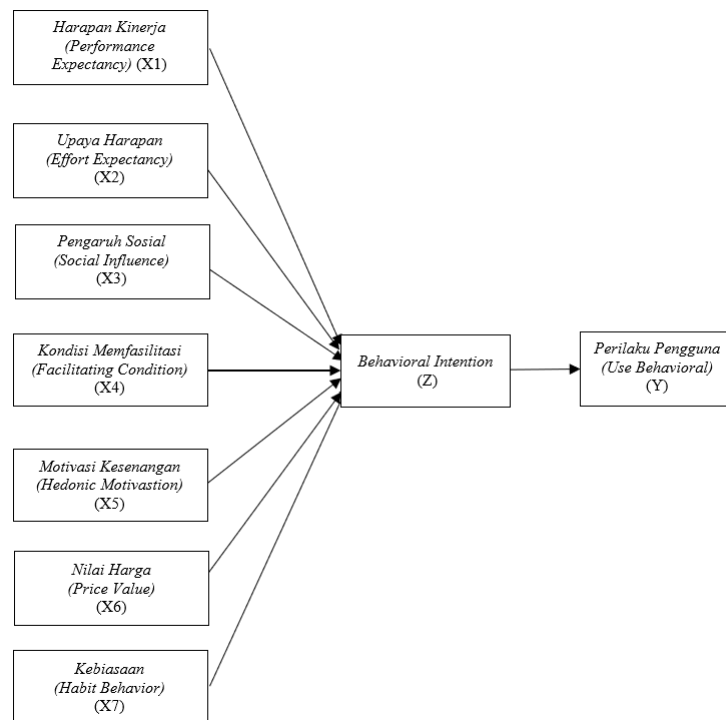 Harapan Kinerja
(Performance
Expectancy) (X1)
Upaya Harapan
(Effort Expectancy)
(X2)
Pengaruh Sosial
(Social Influence)
(X3)
Kondisi Memfasilitasi
(Facilitating Condition)
(X4)
Motivasi Kesenangan
(Hedonic Motivastion)
(X5)
Nilai Harga
(Price Value)
(X6)
Kebiasaan
(Habit Behavior)
(X7)
Behavioral Intention
(Z)
Perilaku Pengguna
(Use Behavioral)
(Y)